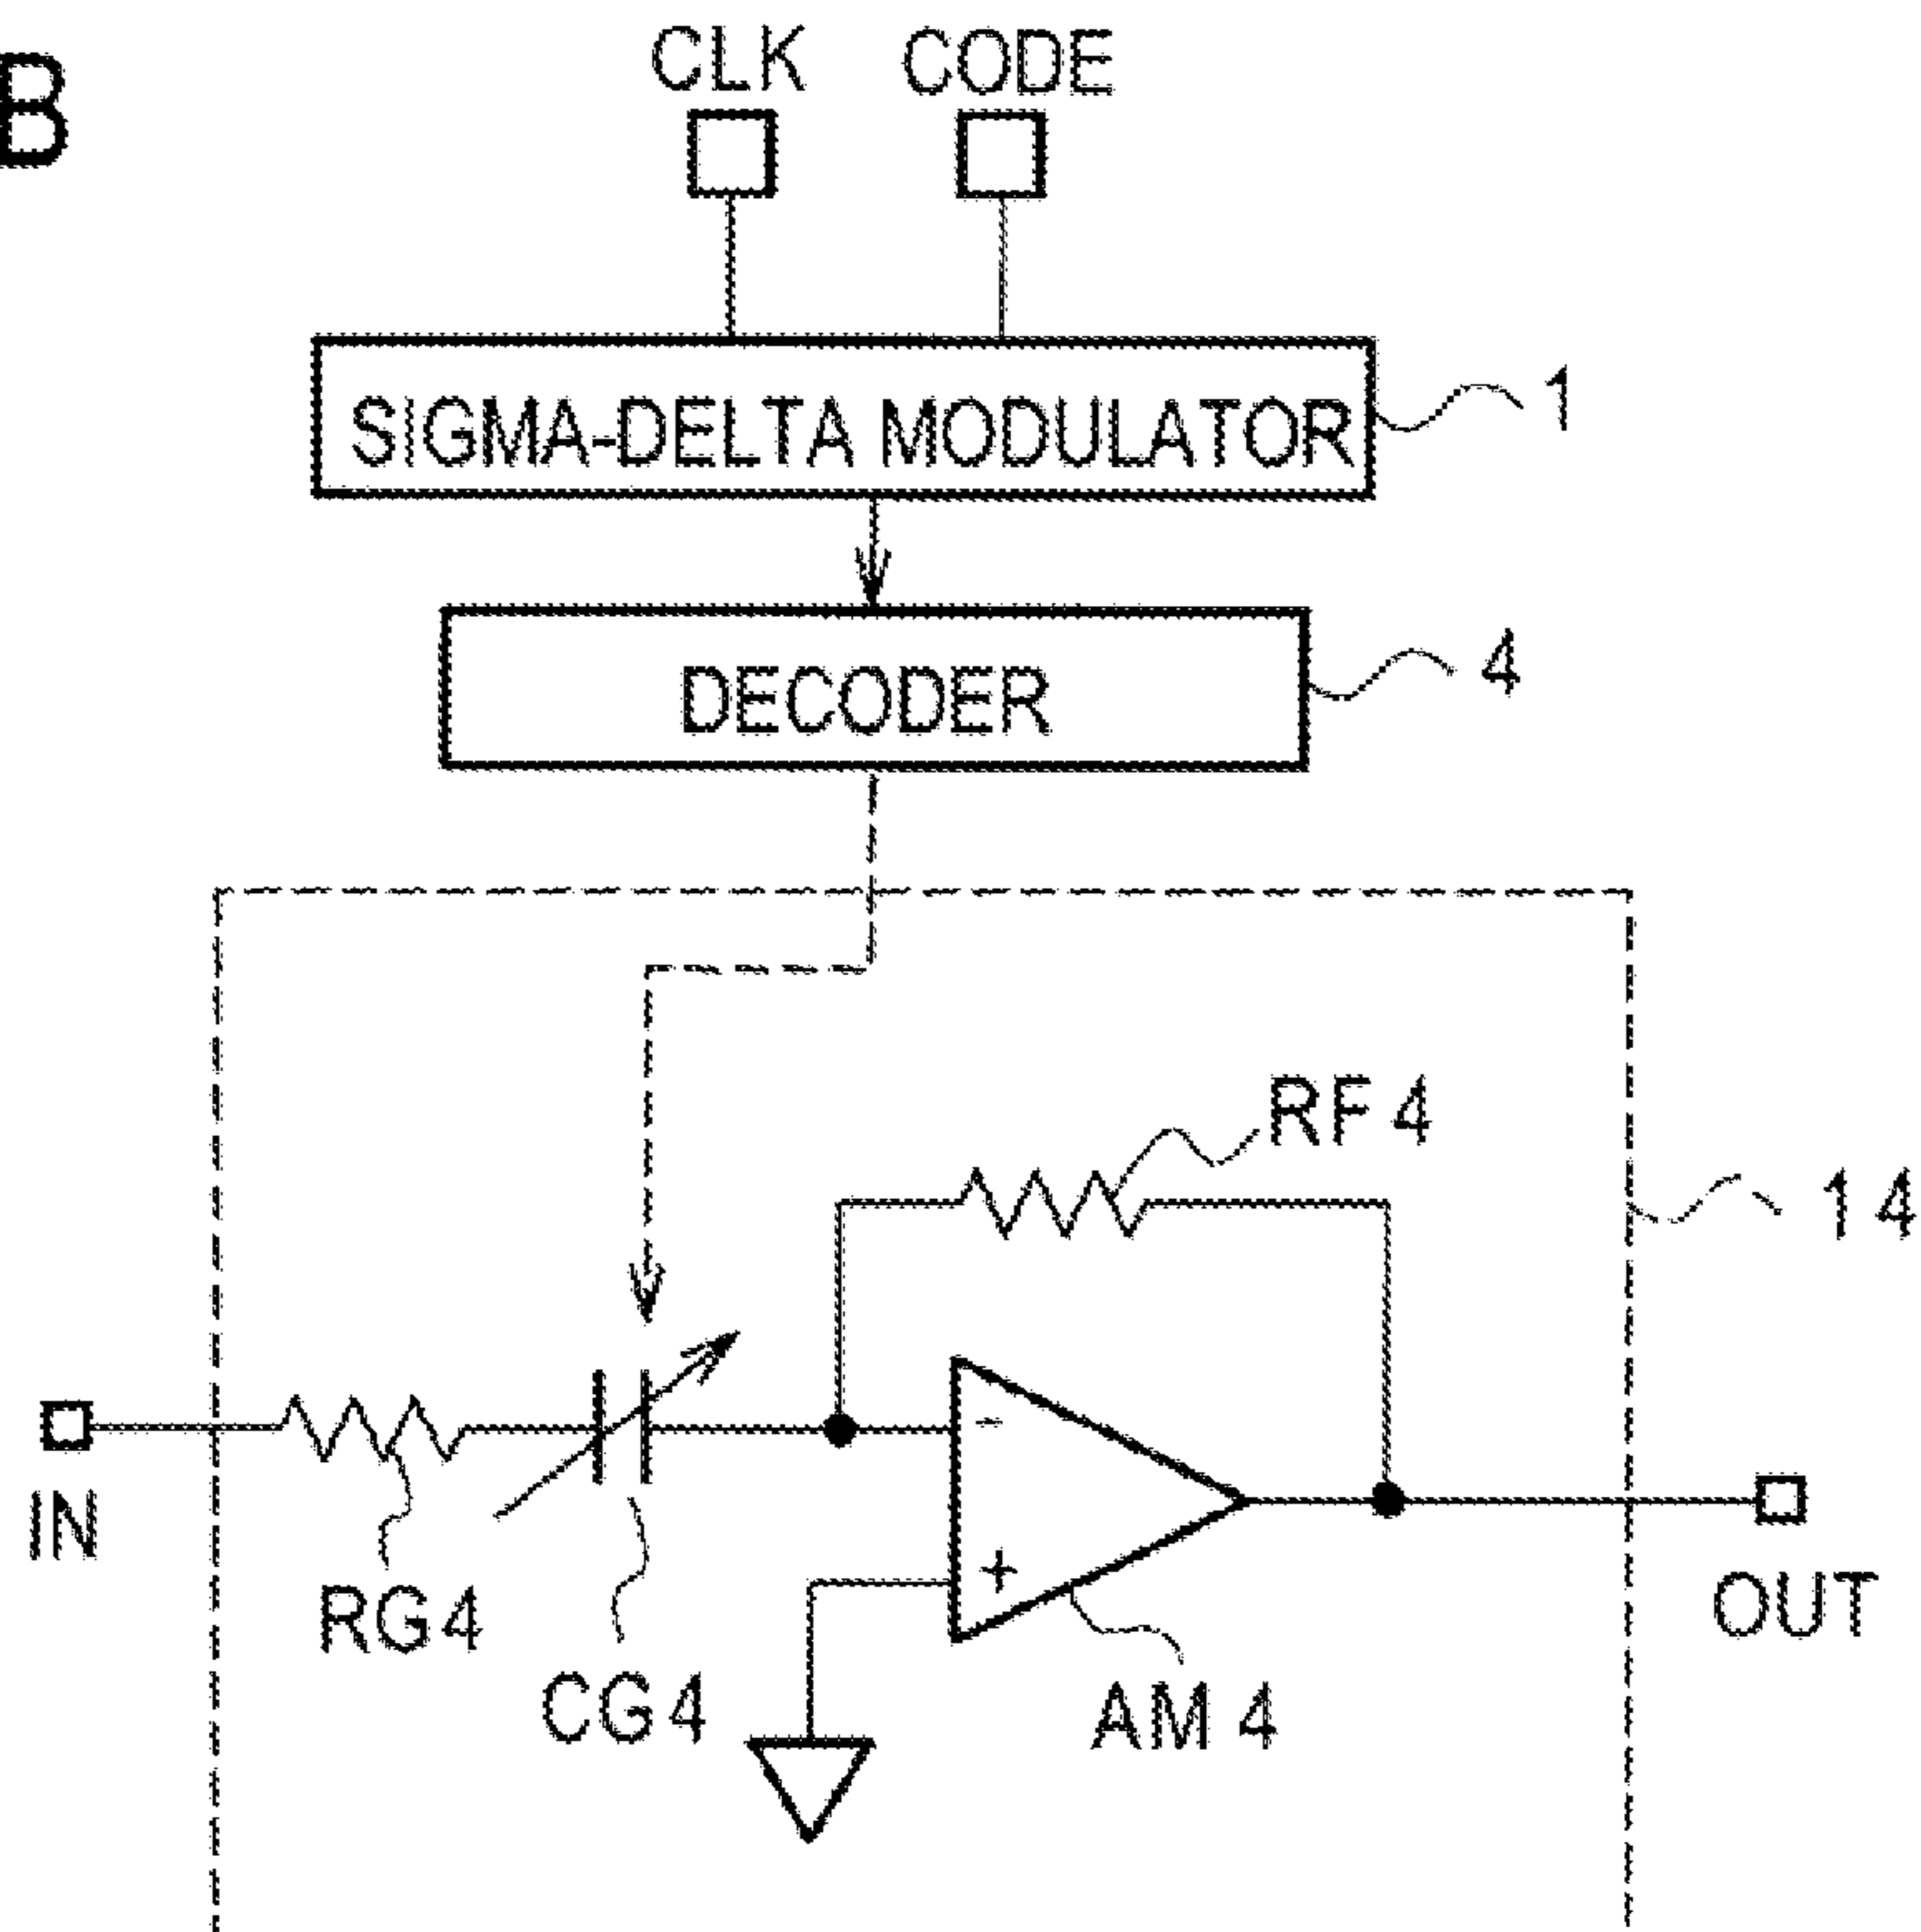 B
CLK CODE
SIGMA-DELTA MODULATOR
1
DECODER
4
RF4
14
-
+
IN
OUT
RG4
CG4
AM4